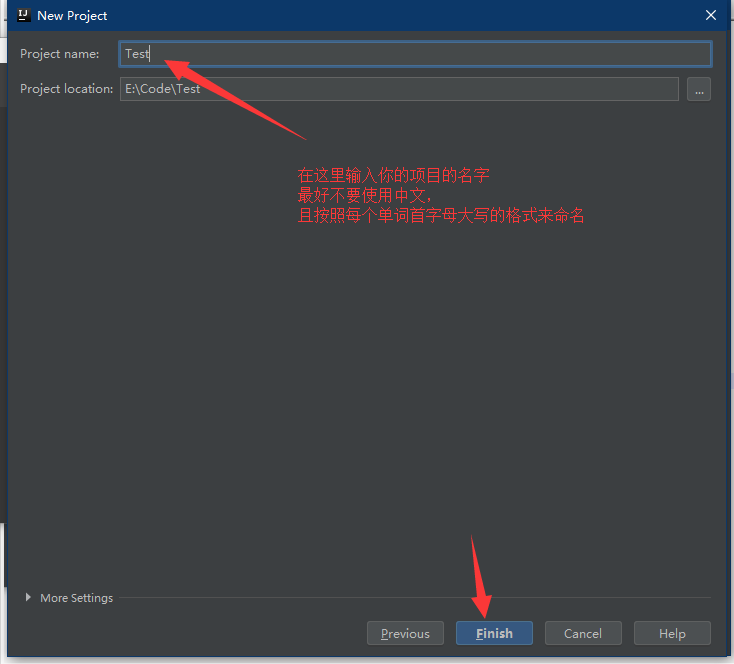 IJ New Project
Project name: Test
Project location: E:\Code\Test ...
在这里输入你的项目的名字
最好不要使用中文，
且按照每个单词首字母大写的格式来命名
More Settings
Previous Finish Cancel Help